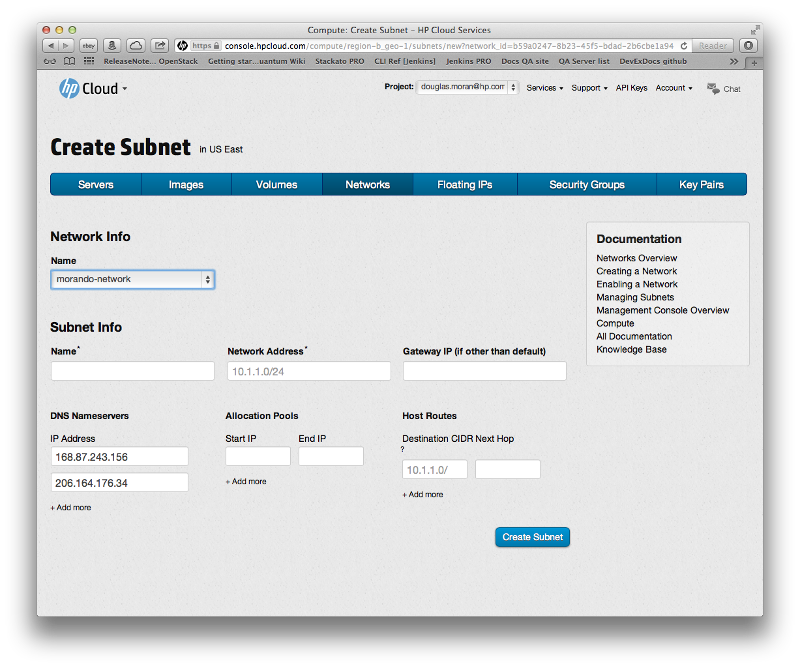 Compute: Create Subnet – HP Cloud Services
ebay
https
console.hpcloud.com/compute/region-b_geo-1/subnets/new?network_id=b59a0247-8b23-45f5-bdad-2b6cbe1a94
Reader
ReleaseNote... OpenStack Getting star...uantum Wiki Stackato PRO CLI Ref [Jenkins] Jenkins PRO Docs QA site QA Server list DevExDocs github
hp Cloud
Project: douglas.moran@hp.com Services Support API Keys Account Chat
Create Subnet in US East
Servers Images Volumes Networks Floating IPs Security Groups Key Pairs
Network Info
Name
morando-network
Documentation
Networks Overview
Creating a Network
Enabling a Network
Managing Subnets
Management Console Overview
Compute
All Documentation
Knowledge Base
Subnet Info
Name* Network Address* Gateway IP (if other than default)
10.1.1.0/24
DNS Nameservers Allocation Pools Host Routes
IP Address Start IP End IP Destination CIDR Next Hop
?
168.87.243.156
10.1.1.0/
206.164.176.34
+ Add more
+ Add more
+ Add more
Create Subnet